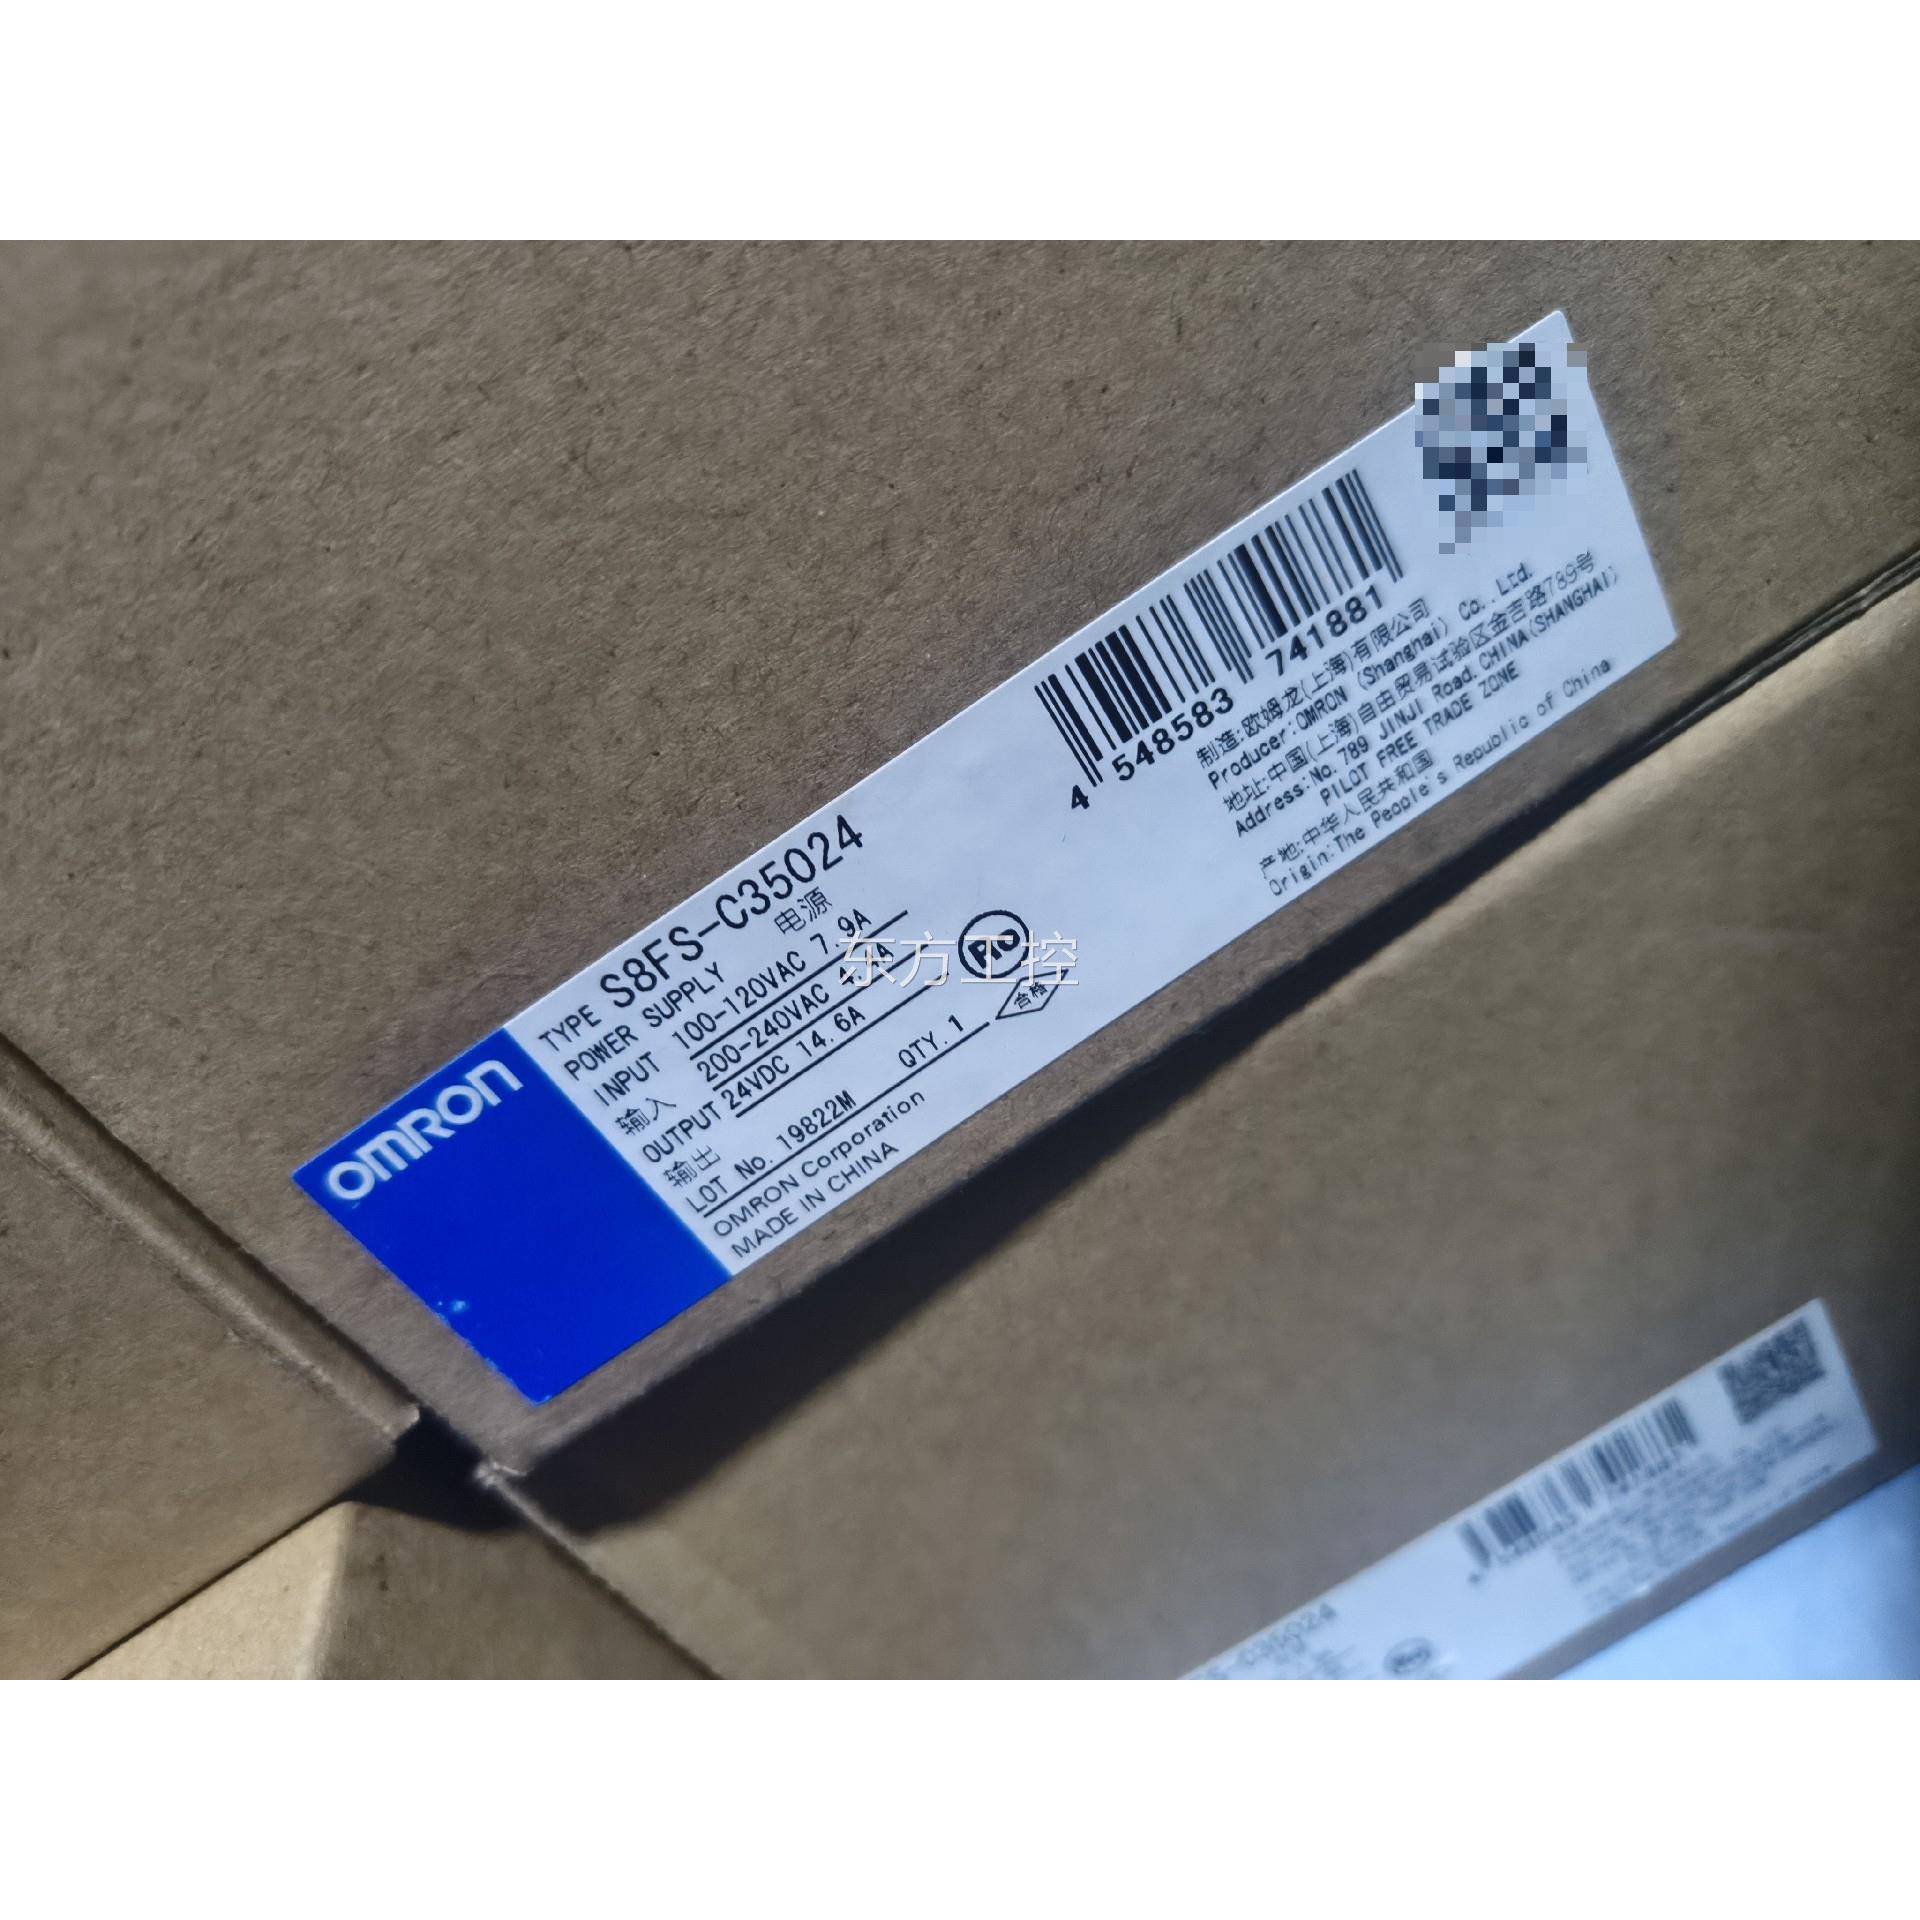 OMRON
TYPE S8FS-C35024
POWER SUPPLY 电源
INPUT 100-120VAC 7.9A
输入 200-240VAC
OUTPUT 24VDC 14.6A
输出
LOT No. 19822M QTY. 1
OMRON Corporation
MADE IN CHINA
合格
东方工控
4 548583 741881
制造:欧姆龙(上海)有限公司
Producer:OMRON (Shanghai) Co.,Ltd.
地址:中国(上海)自由贸易试验区金吉路789号
Address:No. 789 JINJI Road.CHINA(SHANGHAI)
PILOT FREE TRADE ZONE
产地:中华人民共和国
Origin:The People's Republic of China
C35024